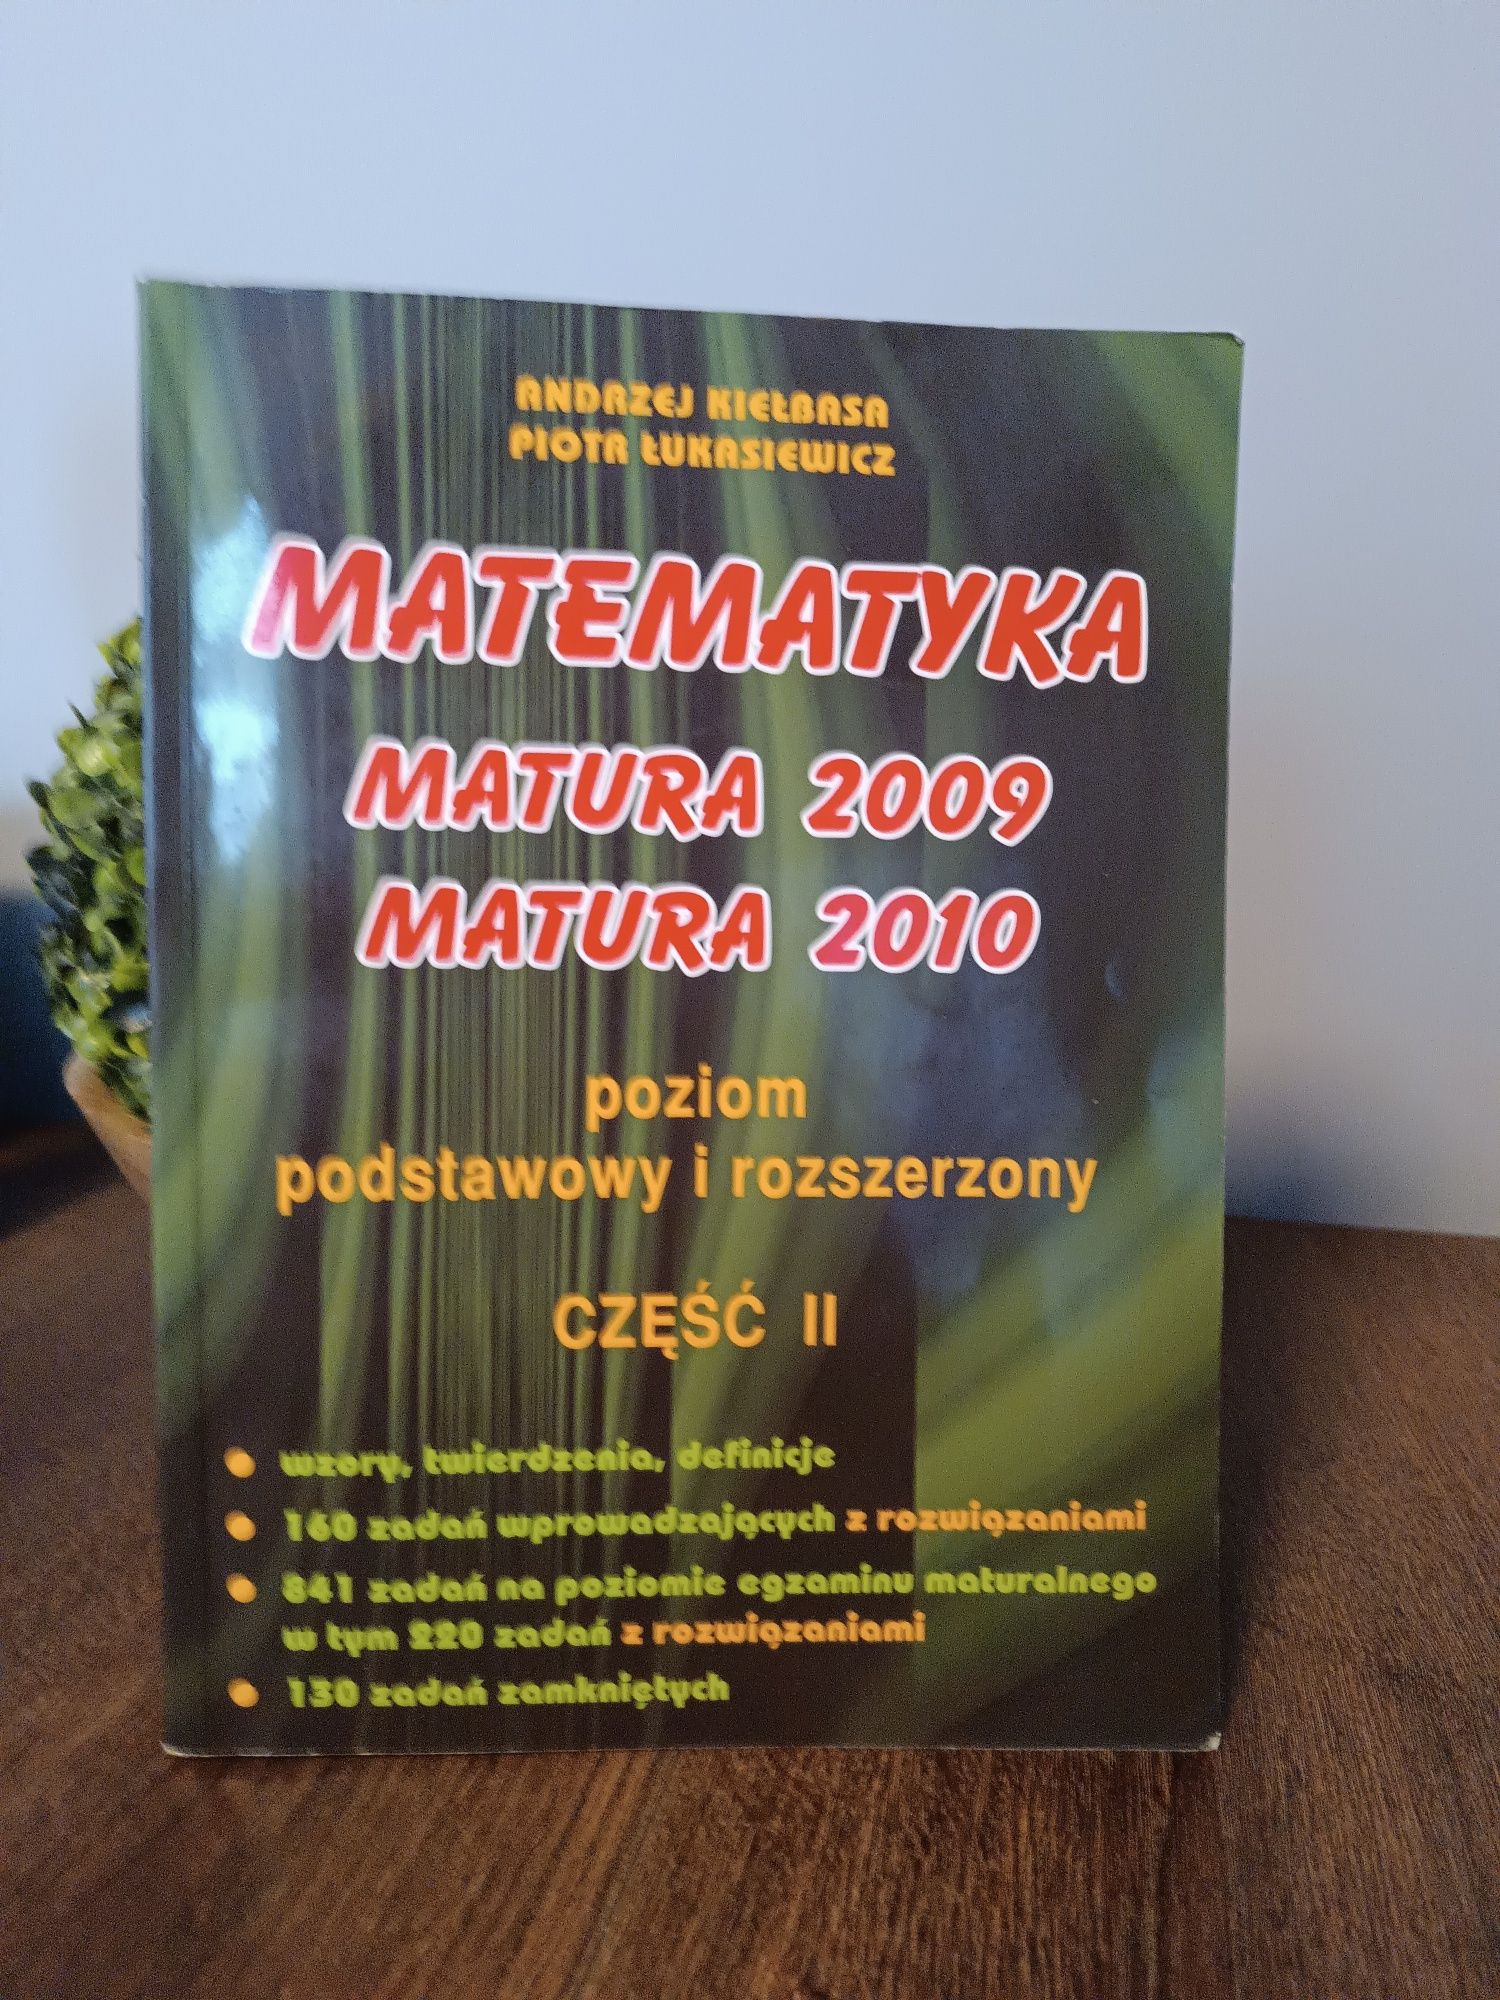 ANDRZEJ KIEŁBASA
PIOTR ŁUKASIEWICZ
MATEMATYKA
MATURA 2009
MATURA 2010
poziom
podstawowy i rozszerzony
CZĘŚĆ II
wzory, twierdzenia, definicje
160 zadań wprowadzających z rozwiązaniami
841 zadań na poziomie egzaminu maturalnego
w tym 220 zadań z rozwiązaniami
130 zadań zamkniętych